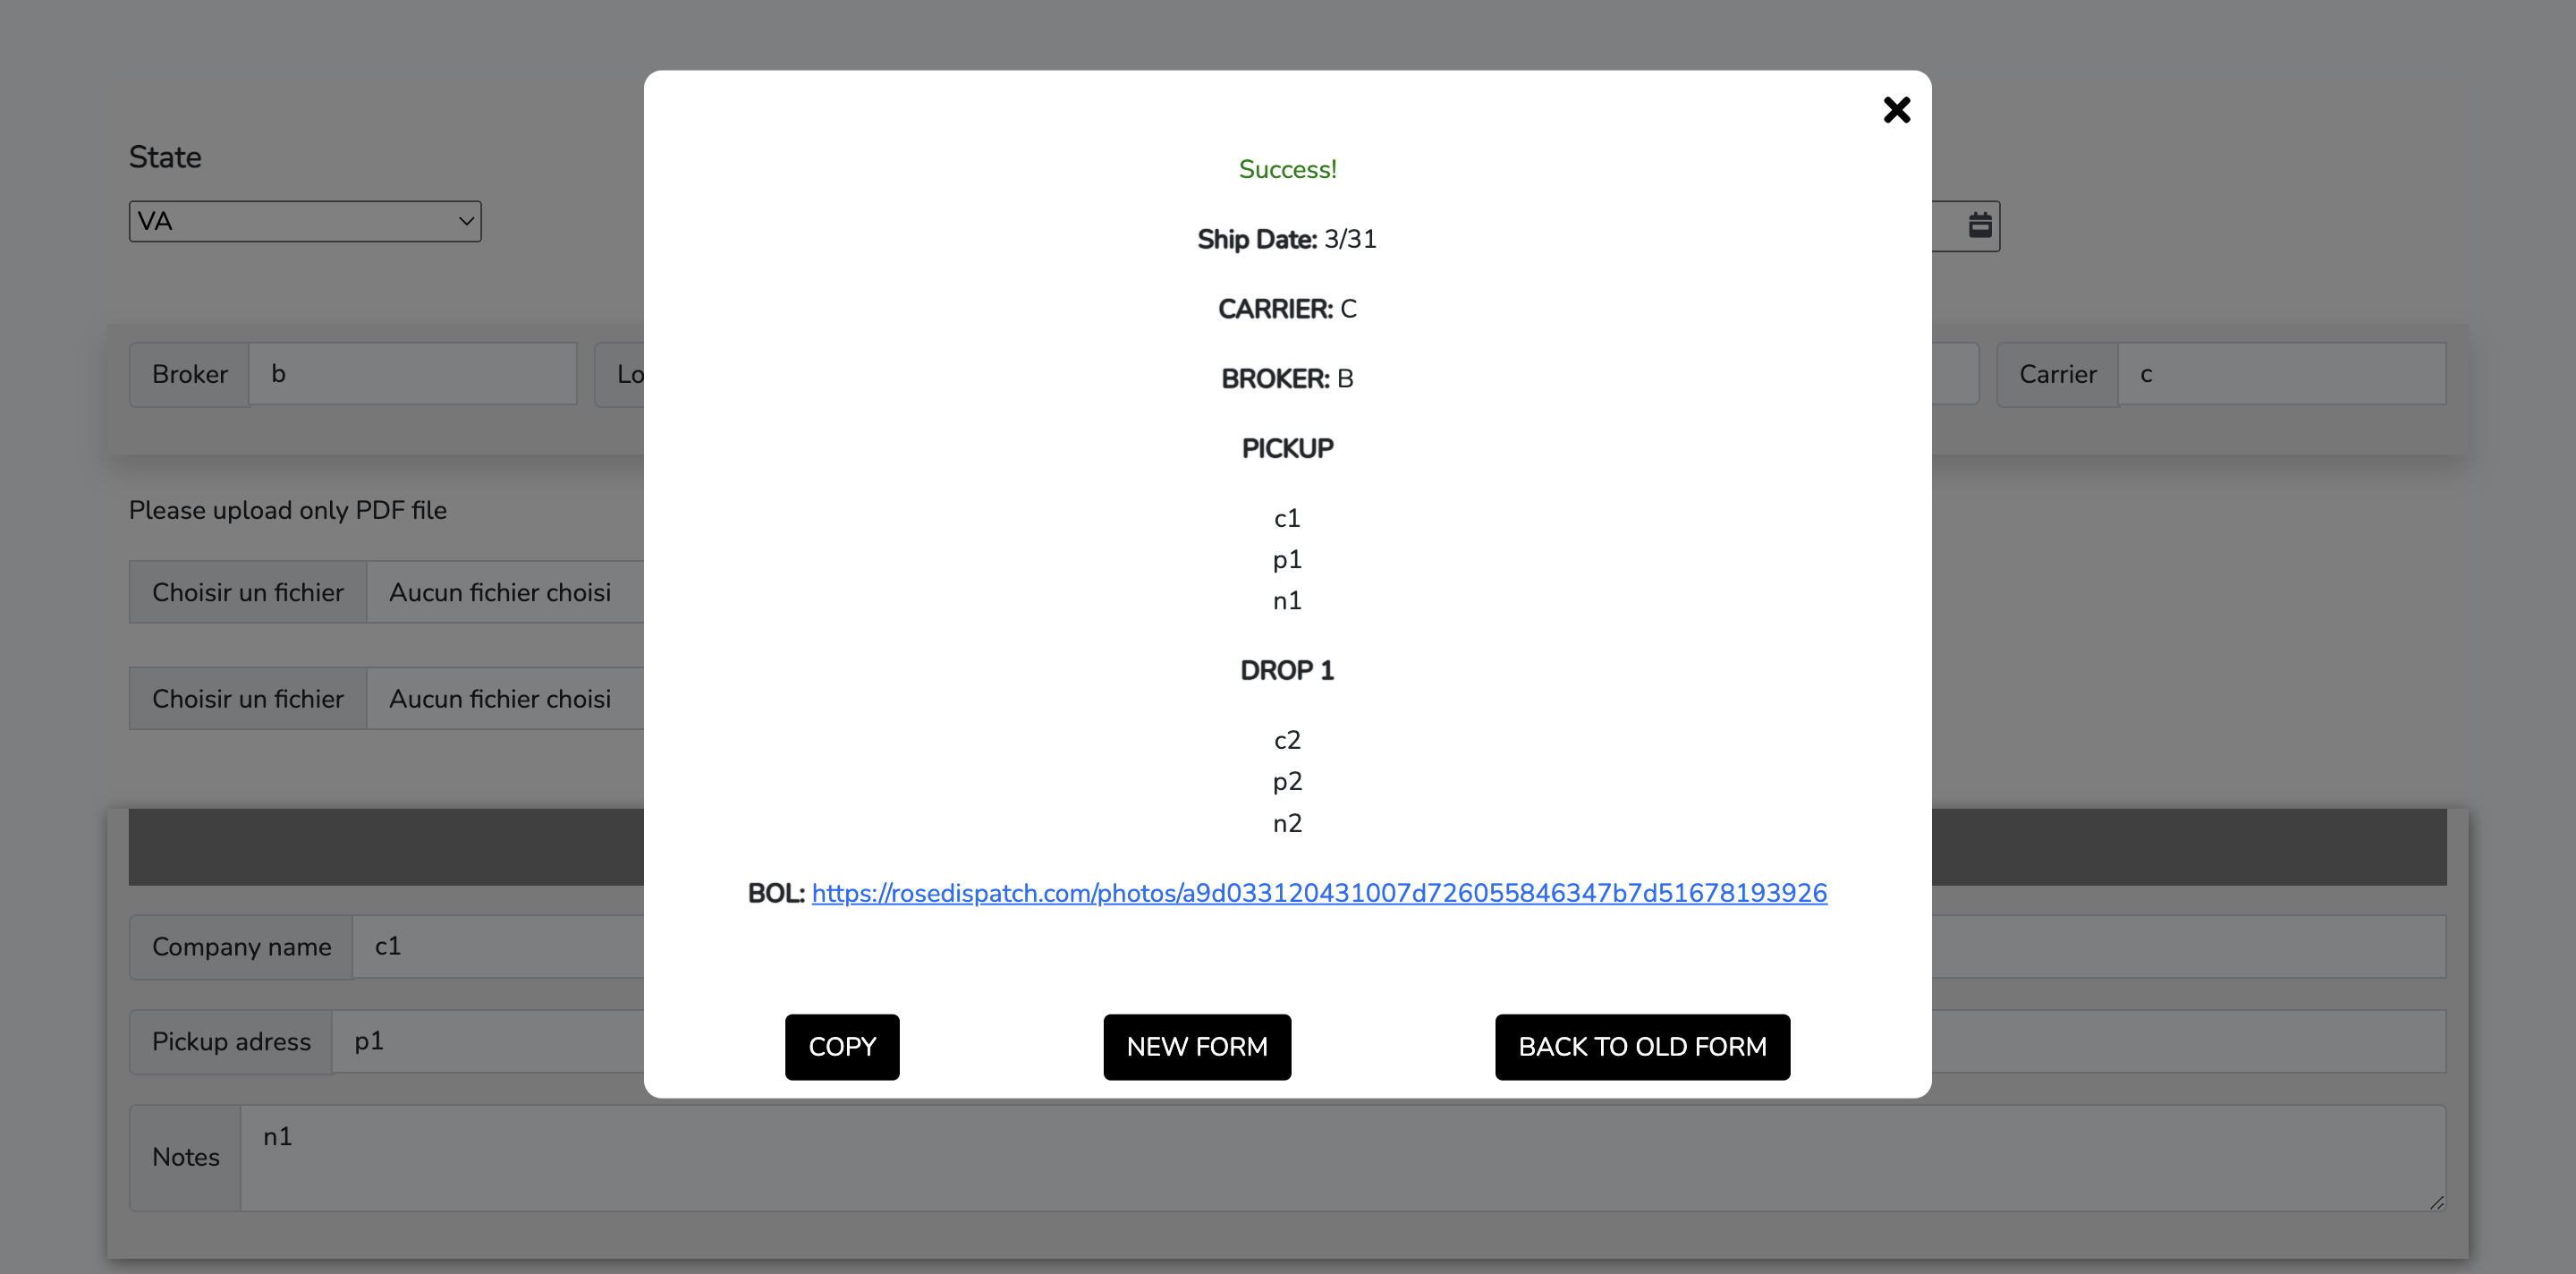 State
VA
Broker b
Lo
Carrier c
Please upload only PDF file
Choisir un fichier Aucun fichier choisi
Choisir un fichier Aucun fichier choisi
Company name c1
Pickup adress p1
Notes n1
Success!
Ship Date: 3/31
CARRIER: C
BROKER: B
PICKUP
c1
p1
n1
DROP 1
c2
p2
n2
BOL: https://rosedispatch.com/photos/a9d033120431007d726055846347b7d51678193926
COPY NEW FORM BACK TO OLD FORM